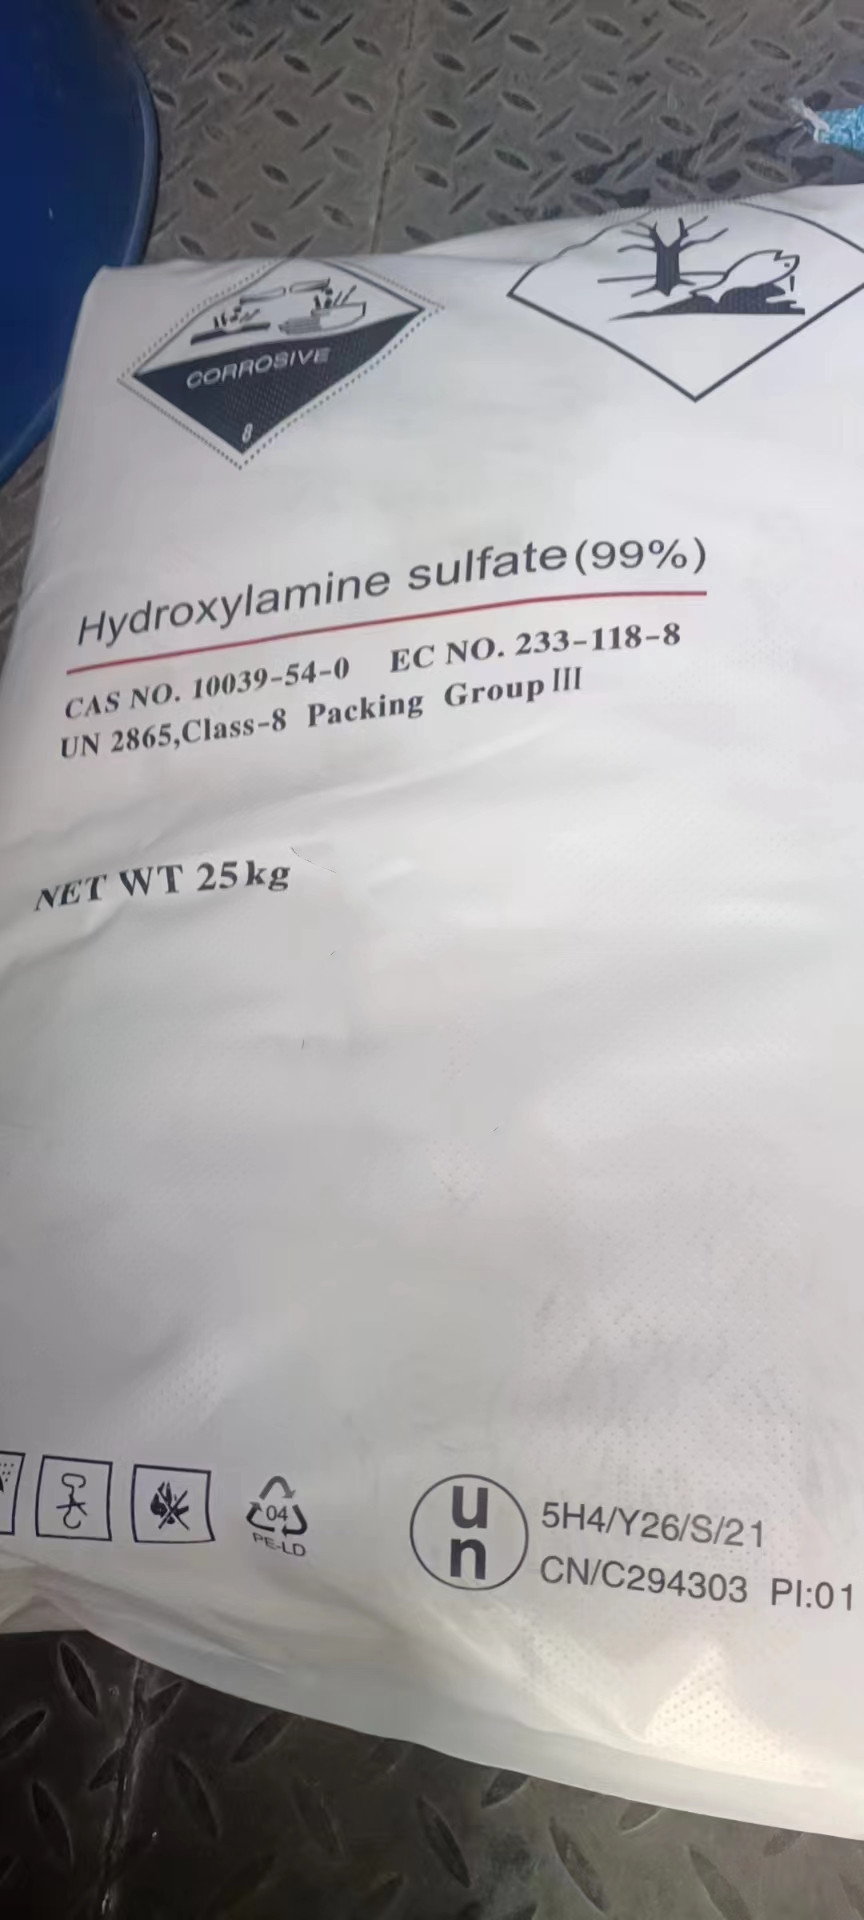 CORROSIVE
8
Hydroxylamine sulfate(99%)
CAS NO. 10039-54-0 EC NO. 233-118-8
UN 2865,Class-8 Packing Group III
NET WT 25kg
04
PE-LD
un
5H4/Y26/S/21
CN/C294303 PI:01